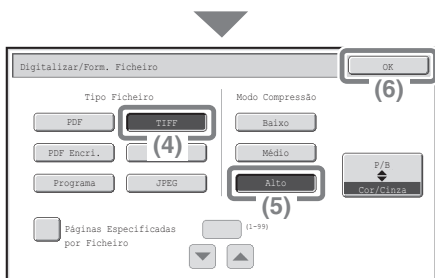 Digitalizar/Form. Ficheiro
OK
(6)
Tipo Ficheiro
Modo Compressão
PDF
TIFF
Baixo
(4)
PDF Encri.
Médio
P/B
Programa
JPEG
Alto
Cor/Cinza
(5)
Páginas Especificadas
por Ficheiro
(1-99)